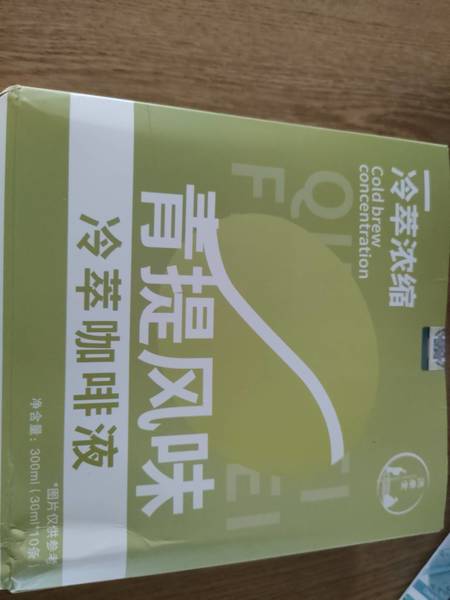 冷萃浓缩
Cold brew
concentration
青提风味
冷萃咖啡液
净含量：300ml（30ml*10条）
*图片仅供参考